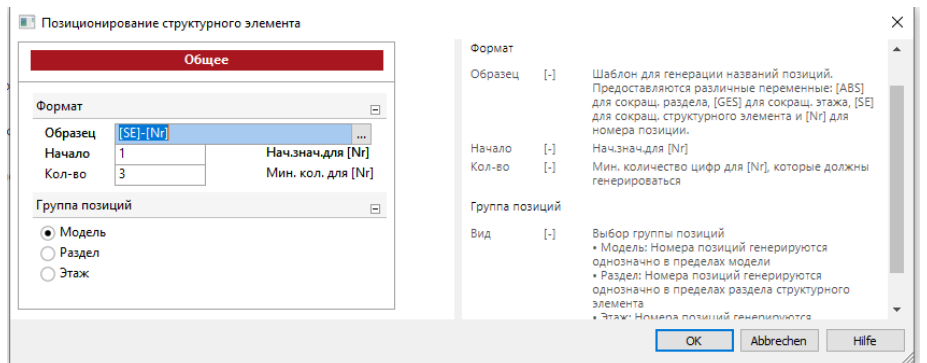 Позиционирование структурного элемента
Общее
Формат
Образец [SE]-[Nr] ...
Начало 1 Нач.знач.для [Nr]
Кол-во 3 Мин. кол. для [Nr]
Группа позиций
Модель
Раздел
Этаж
Формат
Образец [-] Шаблон для генерации названий позиций.
Предоставляются различные переменные: [ABS]
для сокращ. раздела, [GES] для сокращ. этажа, [SE]
для сокращ. структурного элемента и [Nr] для
номера позиции.
Начало [-] Нач.знач.для [Nr]
Кол-во [-] Мин. количество цифр для [Nr], которые должны
генерироваться
Группа позиций
Вид [-] Выбор группы позиций
• Модель: Номера позиций генерируются
однозначно в пределах модели
• Раздел: Номера позиций генерируются
однозначно в пределах раздела структурного
элемента
• Этаж: Номера позиций генерируются
OK Abbrechen Hilfe